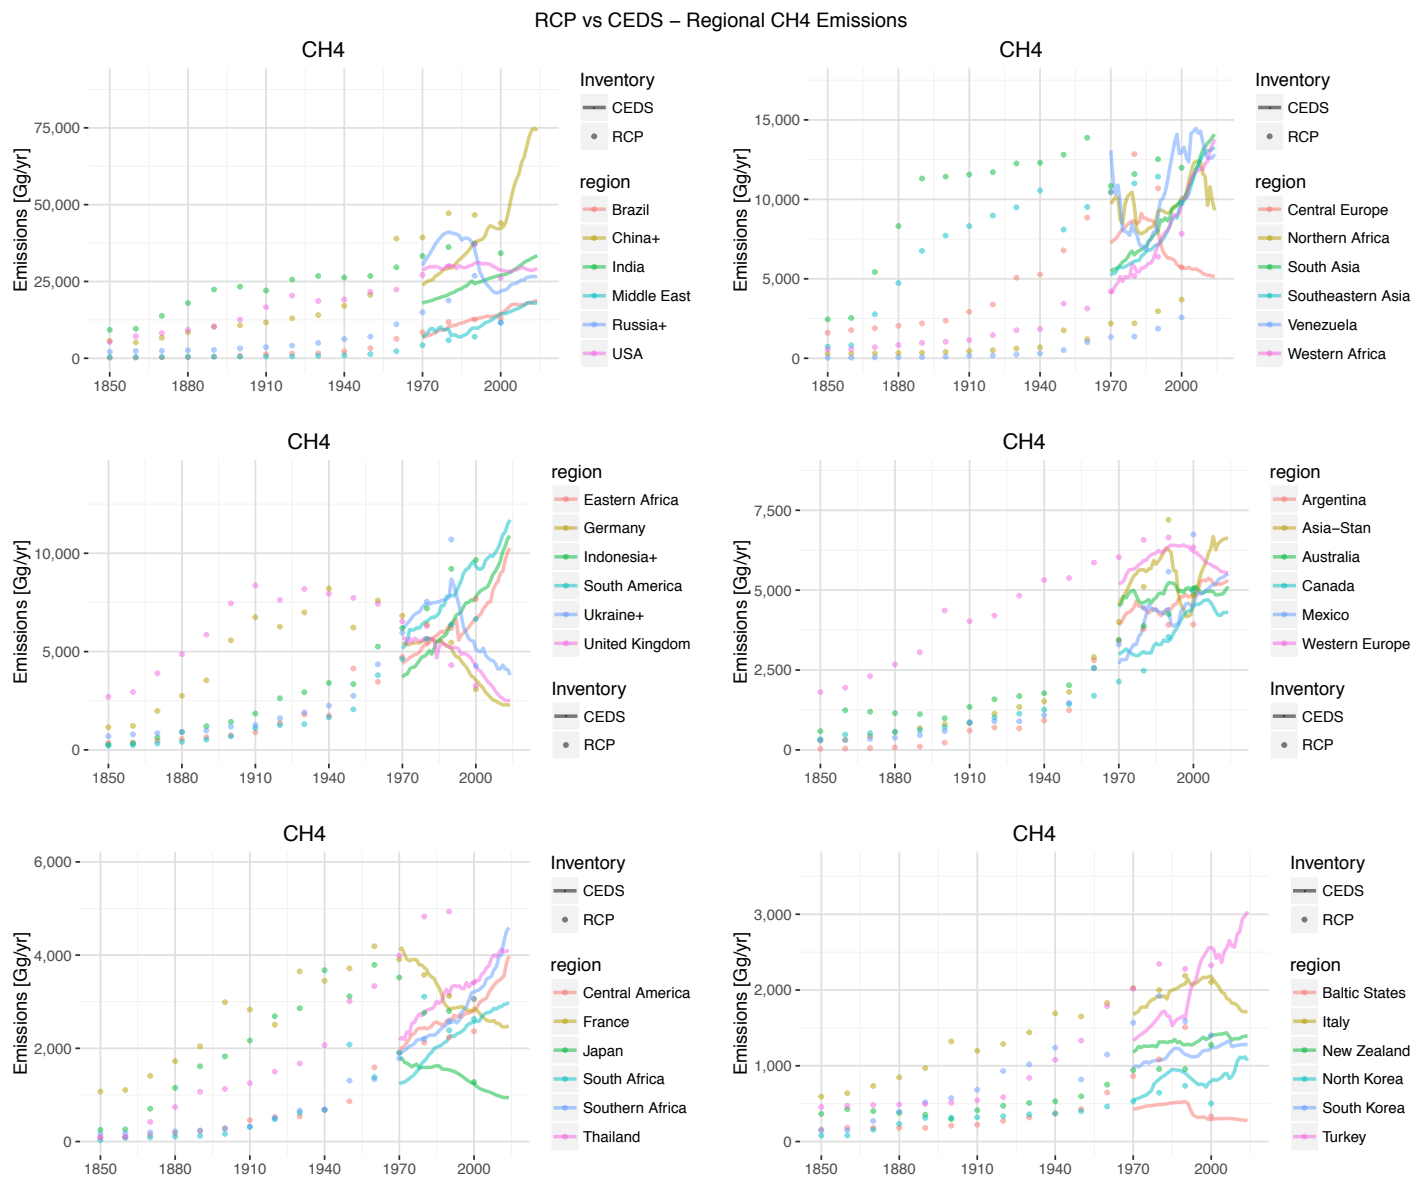 RCP vs CEDS − Regional CH4 Emissions
CH4
Emissions [Gg/yr]
75,000
50,000
25,000
0
1850 1880 1910 1940 1970 2000
Inventory
CEDS
RCP
region
Brazil
China+
India
Middle East
Russia+
USA
CH4
Emissions [Gg/yr]
15,000
10,000
5,000
0
1850 1880 1910 1940 1970 2000
Inventory
CEDS
RCP
region
Central Europe
Northern Africa
South Asia
Southeastern Asia
Venezuela
Western Africa
CH4
Emissions [Gg/yr]
10,000
5,000
0
1850 1880 1910 1940 1970 2000
region
Eastern Africa
Germany
Indonesia+
South America
Ukraine+
United Kingdom
Inventory
CEDS
RCP
CH4
Emissions [Gg/yr]
7,500
5,000
2,500
0
1850 1880 1910 1940 1970 2000
region
Argentina
Asia−Stan
Australia
Canada
Mexico
Western Europe
Inventory
CEDS
RCP
CH4
Emissions [Gg/yr]
6,000
4,000
2,000
0
1850 1880 1910 1940 1970 2000
Inventory
CEDS
RCP
region
Central America
France
Japan
South Africa
Southern Africa
Thailand
CH4
Emissions [Gg/yr]
3,000
2,000
1,000
0
1850 1880 1910 1940 1970 2000
Inventory
CEDS
RCP
region
Baltic States
Italy
New Zealand
North Korea
South Korea
Turkey